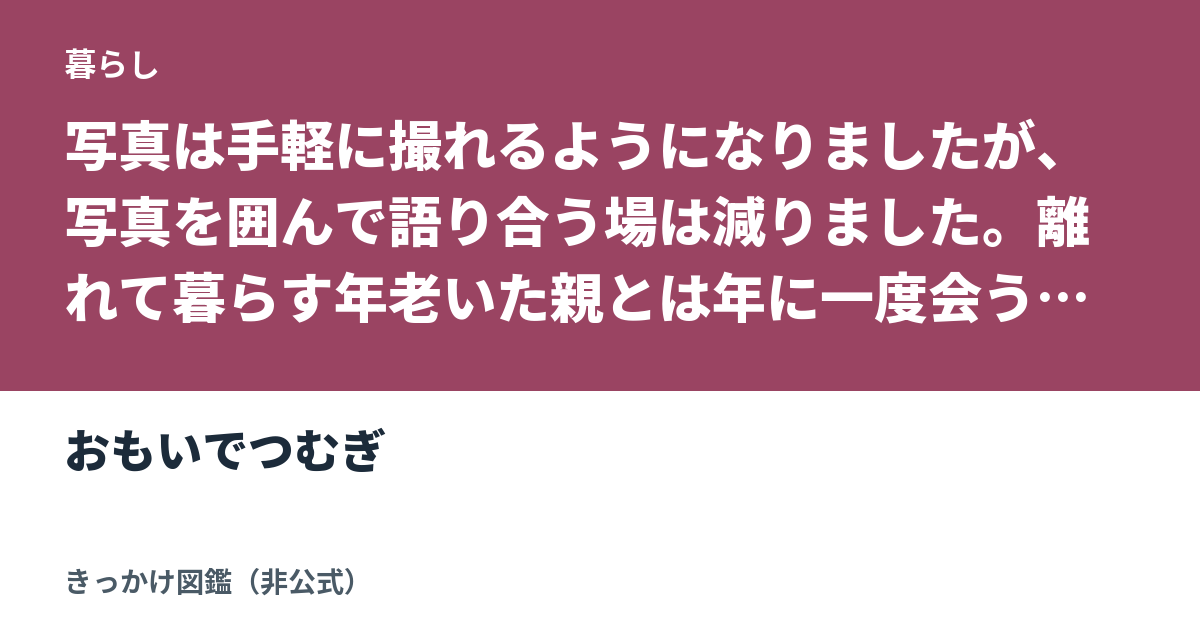 暮らし
写真は手軽に撮れるようになりましたが、
写真を囲んで語り合う場は減りました。離
れて暮らす年老いた親とは年に一度会う…
おもいでつむぎ
きっかけ図鑑（非公式）